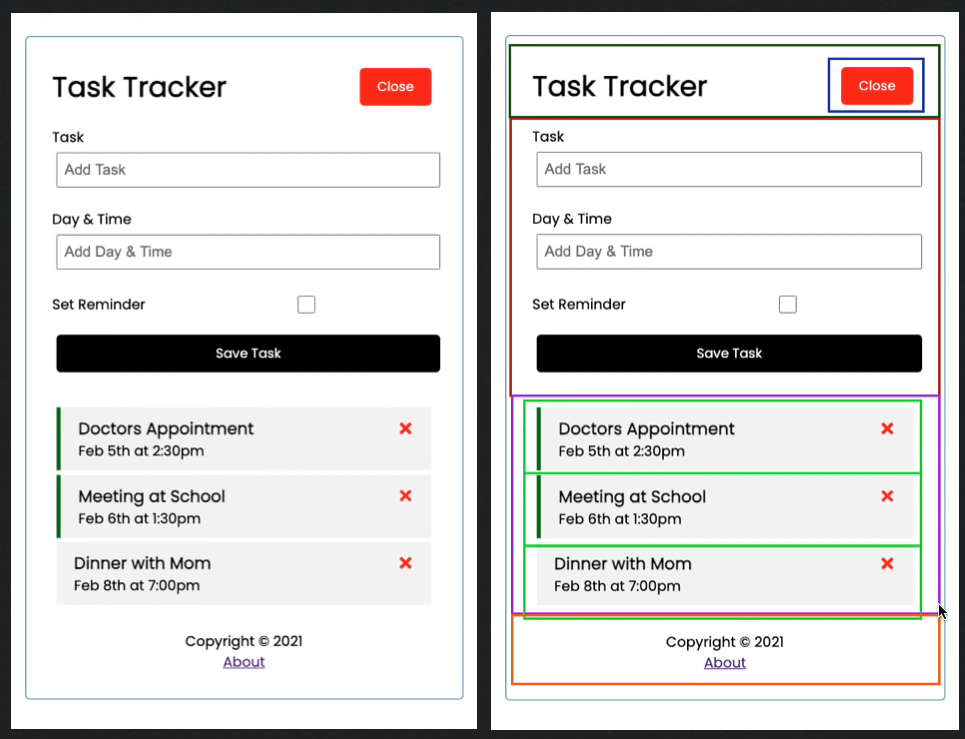 Task Tracker
Close
Task
Add Task
Day & Time
Add Day & Time
Set Reminder
Save Task
Doctors Appointment
Feb 5th at 2:30pm
Meeting at School
Feb 6th at 1:30pm
Dinner with Mom
Feb 8th at 7:00pm
Copyright © 2021
About
Task Tracker
Close
Task
Add Task
Day & Time
Add Day & Time
Set Reminder
Save Task
Doctors Appointment
Feb 5th at 2:30pm
Meeting at School
Feb 6th at 1:30pm
Dinner with Mom
Feb 8th at 7:00pm
Copyright © 2021
About